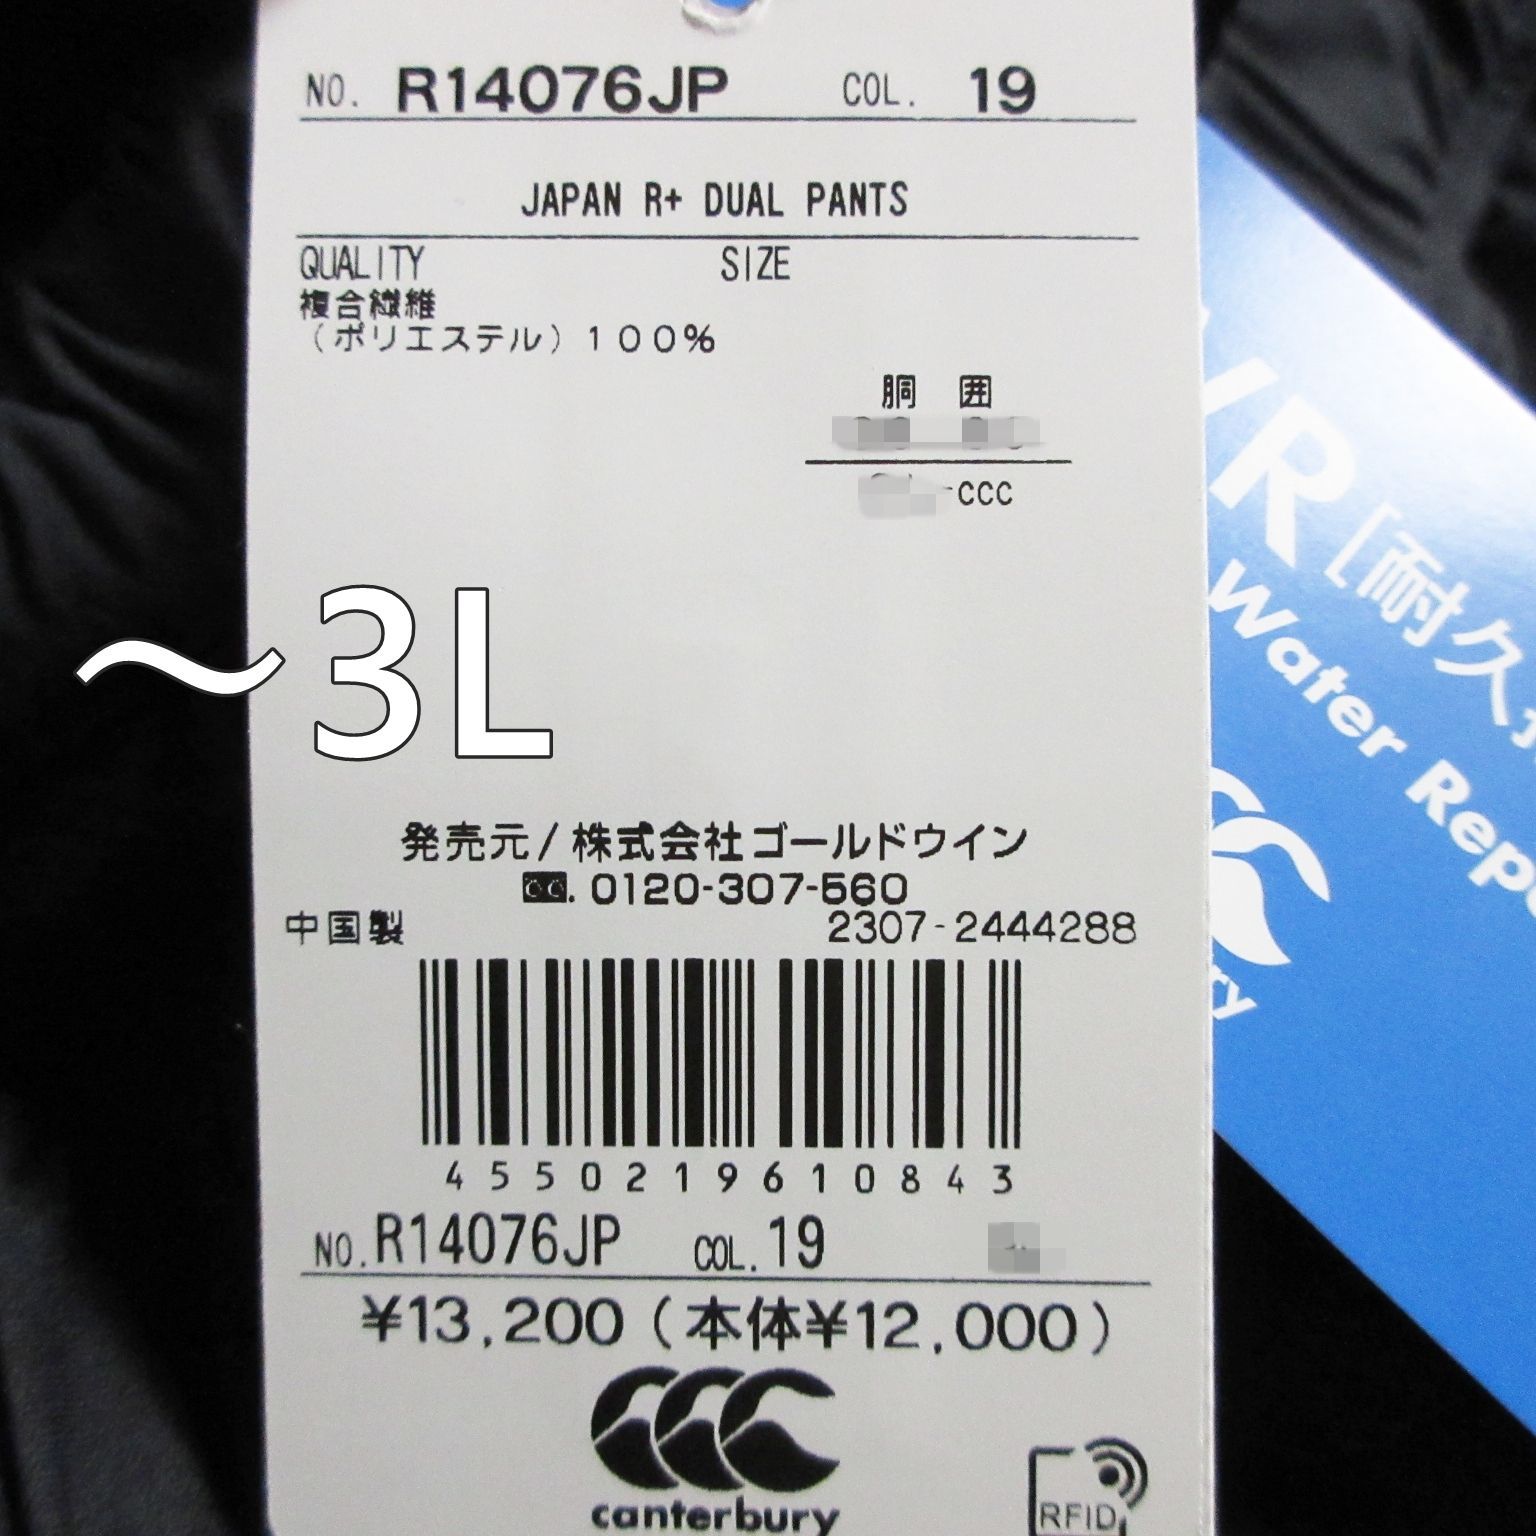 NO. R14076JP COL. 19
JAPAN R+ DUAL PANTS
QUALITY SIZE
複合繊維
（ポリエステル）１００％
胴 囲
-CCC
～3L
発売元/株式会社ゴールドウイン
0120-307-560
中国製 2307-2444288
4550219610843
NO.R14076JP COL.19
¥13,200（本体¥12,000）
canterbury
RFID
WR
[耐久
Water Repe
ry